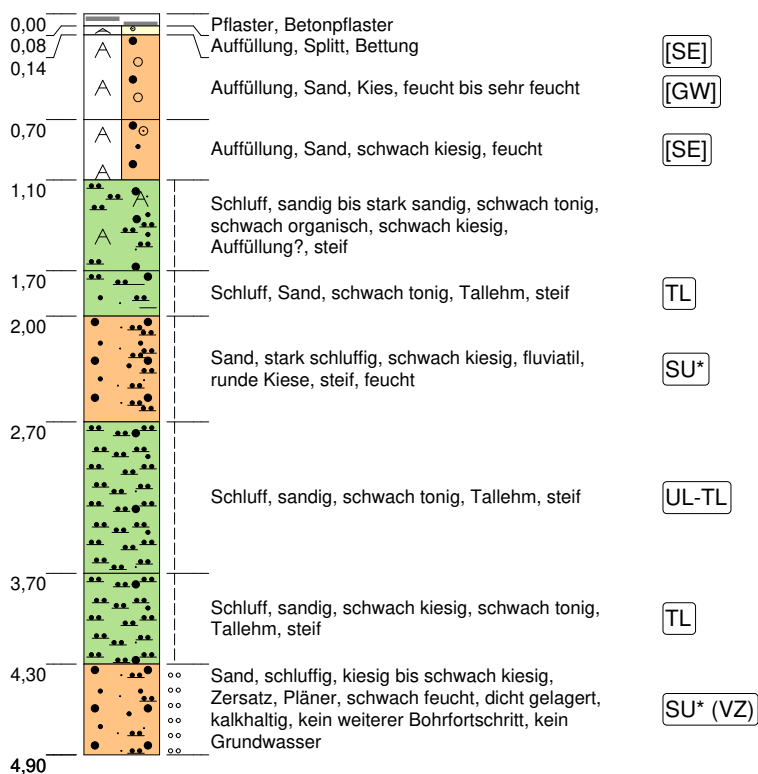 0,00
Pflaster, Betonpflaster
0,08
Auffüllung, Splitt, Bettung
[SE]
0,14
Auffüllung, Sand, Kies, feucht bis sehr feucht
[GW]
0,70
Auffüllung, Sand, schwach kiesig, feucht
[SE]
1,10
Schluff, sandig bis stark sandig, schwach tonig,
schwach organisch, schwach kiesig,
Auffüllung?, steif
1,70
Schluff, Sand, schwach tonig, Tallehm, steif
TL
2,00
Sand, stark schluffig, schwach kiesig, fluviatil,
runde Kiese, steif, feucht
SU*
2,70
Schluff, sandig, schwach tonig, Tallehm, steif
UL-TL
3,70
Schluff, sandig, schwach kiesig, schwach tonig,
Tallehm, steif
TL
4,30
Sand, schluffig, kiesig bis schwach kiesig,
Zersatz, Pläner, schwach feucht, dicht gelagert,
kalkhaltig, kein weiterer Bohrfortschritt, kein
Grundwasser
SU* (VZ)
4,90